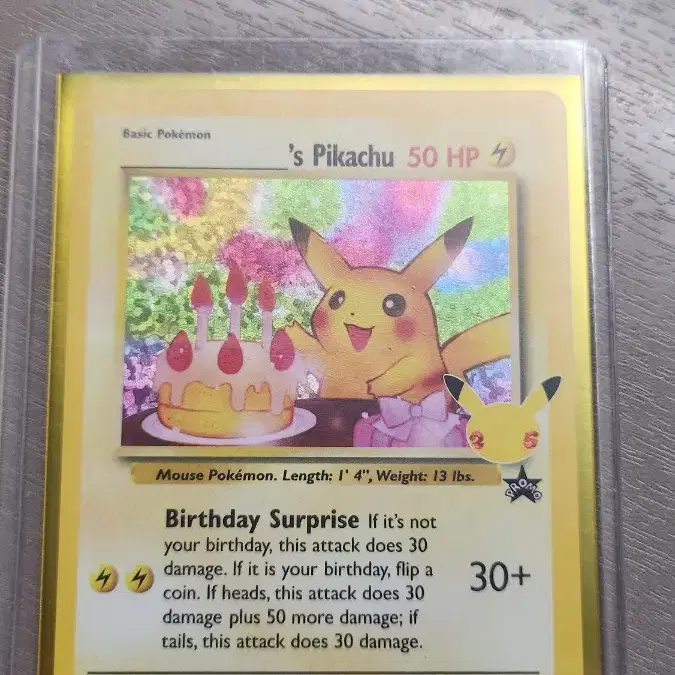 Basic Pokémon
____________'s Pikachu 50 HP
25
PROMO
Mouse Pokémon. Length: 1' 4", Weight: 13 lbs.
Birthday Surprise If it's not
your birthday, this attack does 30
damage. If it is your birthday, flip a
coin. If heads, this attack does 30
damage plus 50 more damage; if
tails, this attack does 30 damage.
30+